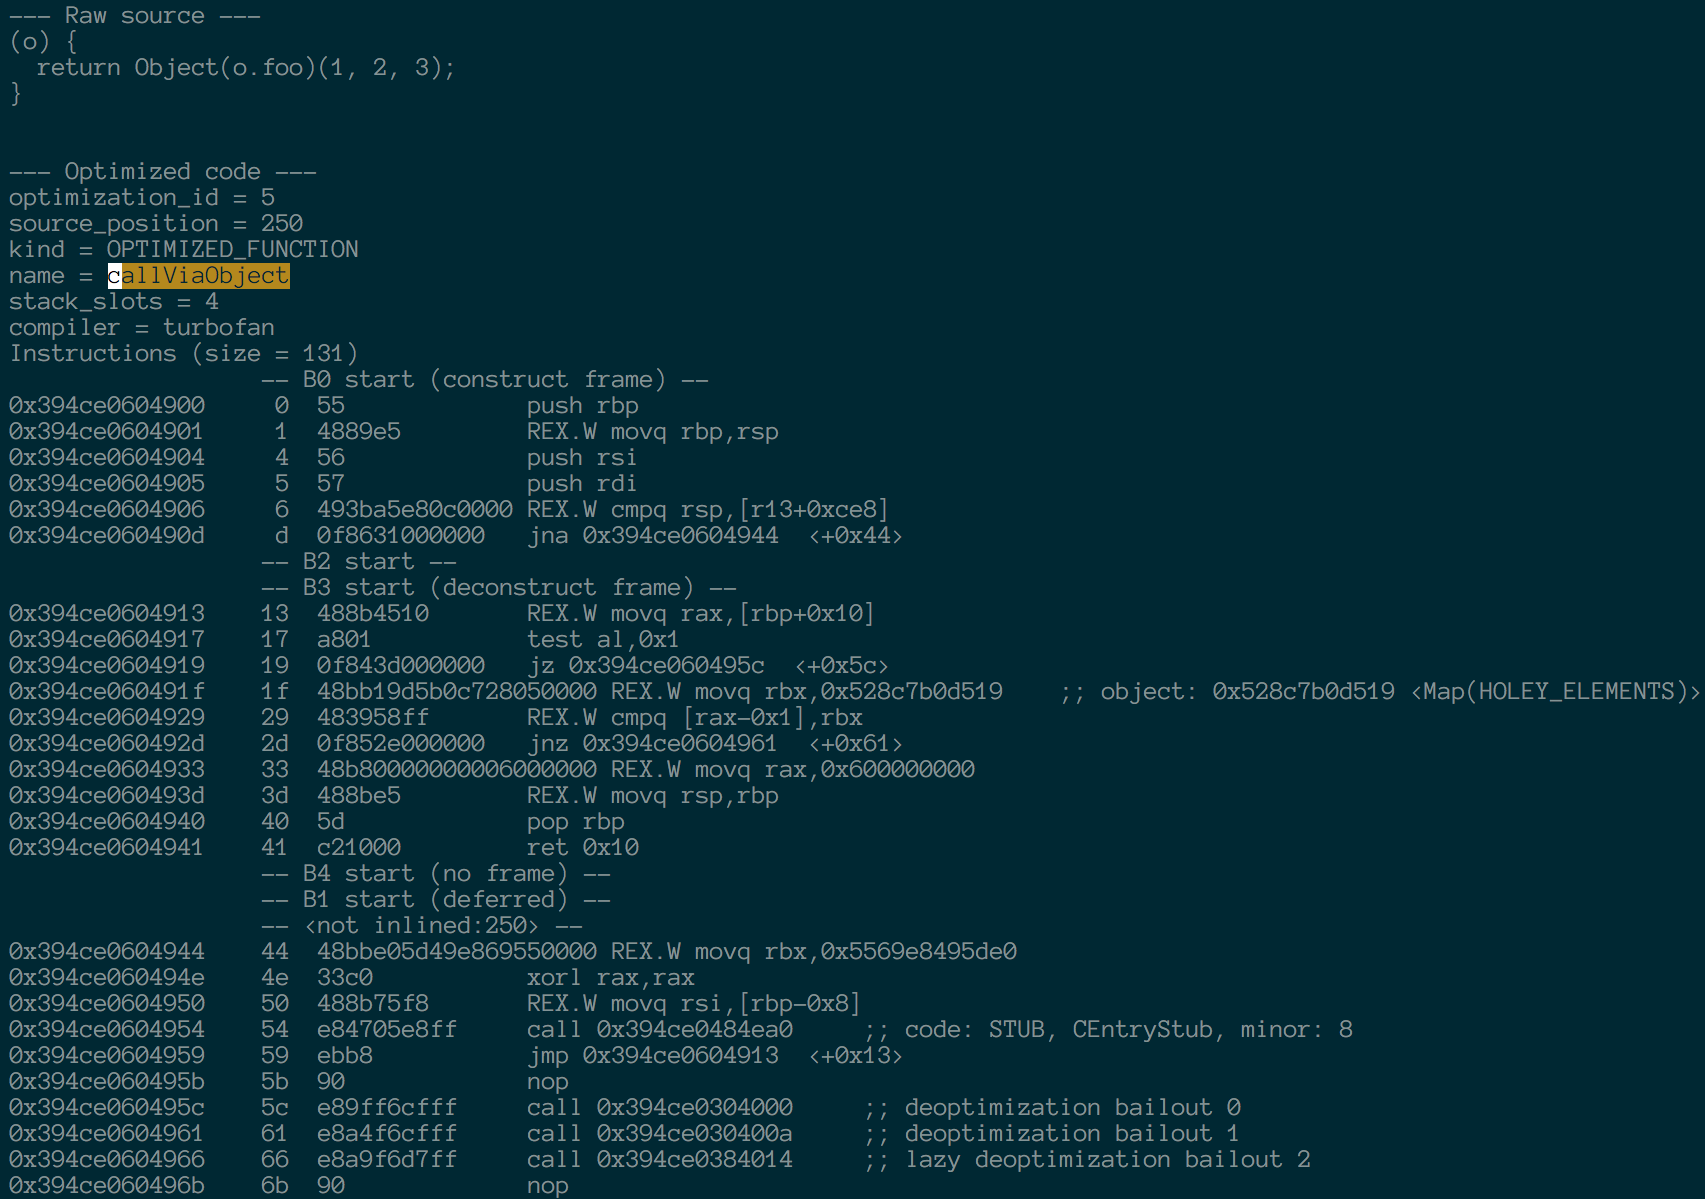 --- Raw source ---
(o) {
  return Object(o.foo)(1, 2, 3);
}
--- Optimized code ---
optimization_id = 5
source_position = 250
kind = OPTIMIZED_FUNCTION
name = callViaObject
stack_slots = 4
compiler = turbofan
Instructions (size = 131)
                  -- B0 start (construct frame) --
0x394ce0604900     0  55             push rbp
0x394ce0604901     1  4889e5         REX.W movq rbp,rsp
0x394ce0604904     4  56             push rsi
0x394ce0604905     5  57             push rdi
0x394ce0604906     6  493ba5e80c0000 REX.W cmpq rsp,[r13+0xce8]
0x394ce060490d     d  0f8631000000   jna 0x394ce0604944  <+0x44>
                  -- B2 start --
                  -- B3 start (deconstruct frame) --
0x394ce0604913    13  488b4510       REX.W movq rax,[rbp+0x10]
0x394ce0604917    17  a801           test al,0x1
0x394ce0604919    19  0f843d000000   jz 0x394ce060495c  <+0x5c>
0x394ce060491f    1f  48bb19d5b0c728050000 REX.W movq rbx,0x528c7b0d519    ;; object: 0x528c7b0d519 <Map(HOLEY_ELEMENTS)>
0x394ce0604929    29  483958ff       REX.W cmpq [rax-0x1],rbx
0x394ce060492d    2d  0f852e000000   jnz 0x394ce0604961  <+0x61>
0x394ce0604933    33  48b80000000006000000 REX.W movq rax,0x600000000
0x394ce060493d    3d  488be5         REX.W movq rsp,rbp
0x394ce0604940    40  5d             pop rbp
0x394ce0604941    41  c21000         ret 0x10
                  -- B4 start (no frame) --
                  -- B1 start (deferred) --
                  -- <not inlined:250> --
0x394ce0604944    44  48bbe05d49e869550000 REX.W movq rbx,0x5569e8495de0
0x394ce060494e    4e  33c0           xorl rax,rax
0x394ce0604950    50  488b75f8       REX.W movq rsi,[rbp-0x8]
0x394ce0604954    54  e84705e8ff     call 0x394ce0484ea0     ;; code: STUB, CEntryStub, minor: 8
0x394ce0604959    59  ebb8           jmp 0x394ce0604913  <+0x13>
0x394ce060495b    5b  90             nop
0x394ce060495c    5c  e89ff6cfff     call 0x394ce0304000     ;; deoptimization bailout 0
0x394ce0604961    61  e8a4f6cfff     call 0x394ce030400a     ;; deoptimization bailout 1
0x394ce0604966    66  e8a9f6d7ff     call 0x394ce0384014     ;; lazy deoptimization bailout 2
0x394ce060496b    6b  90             nop